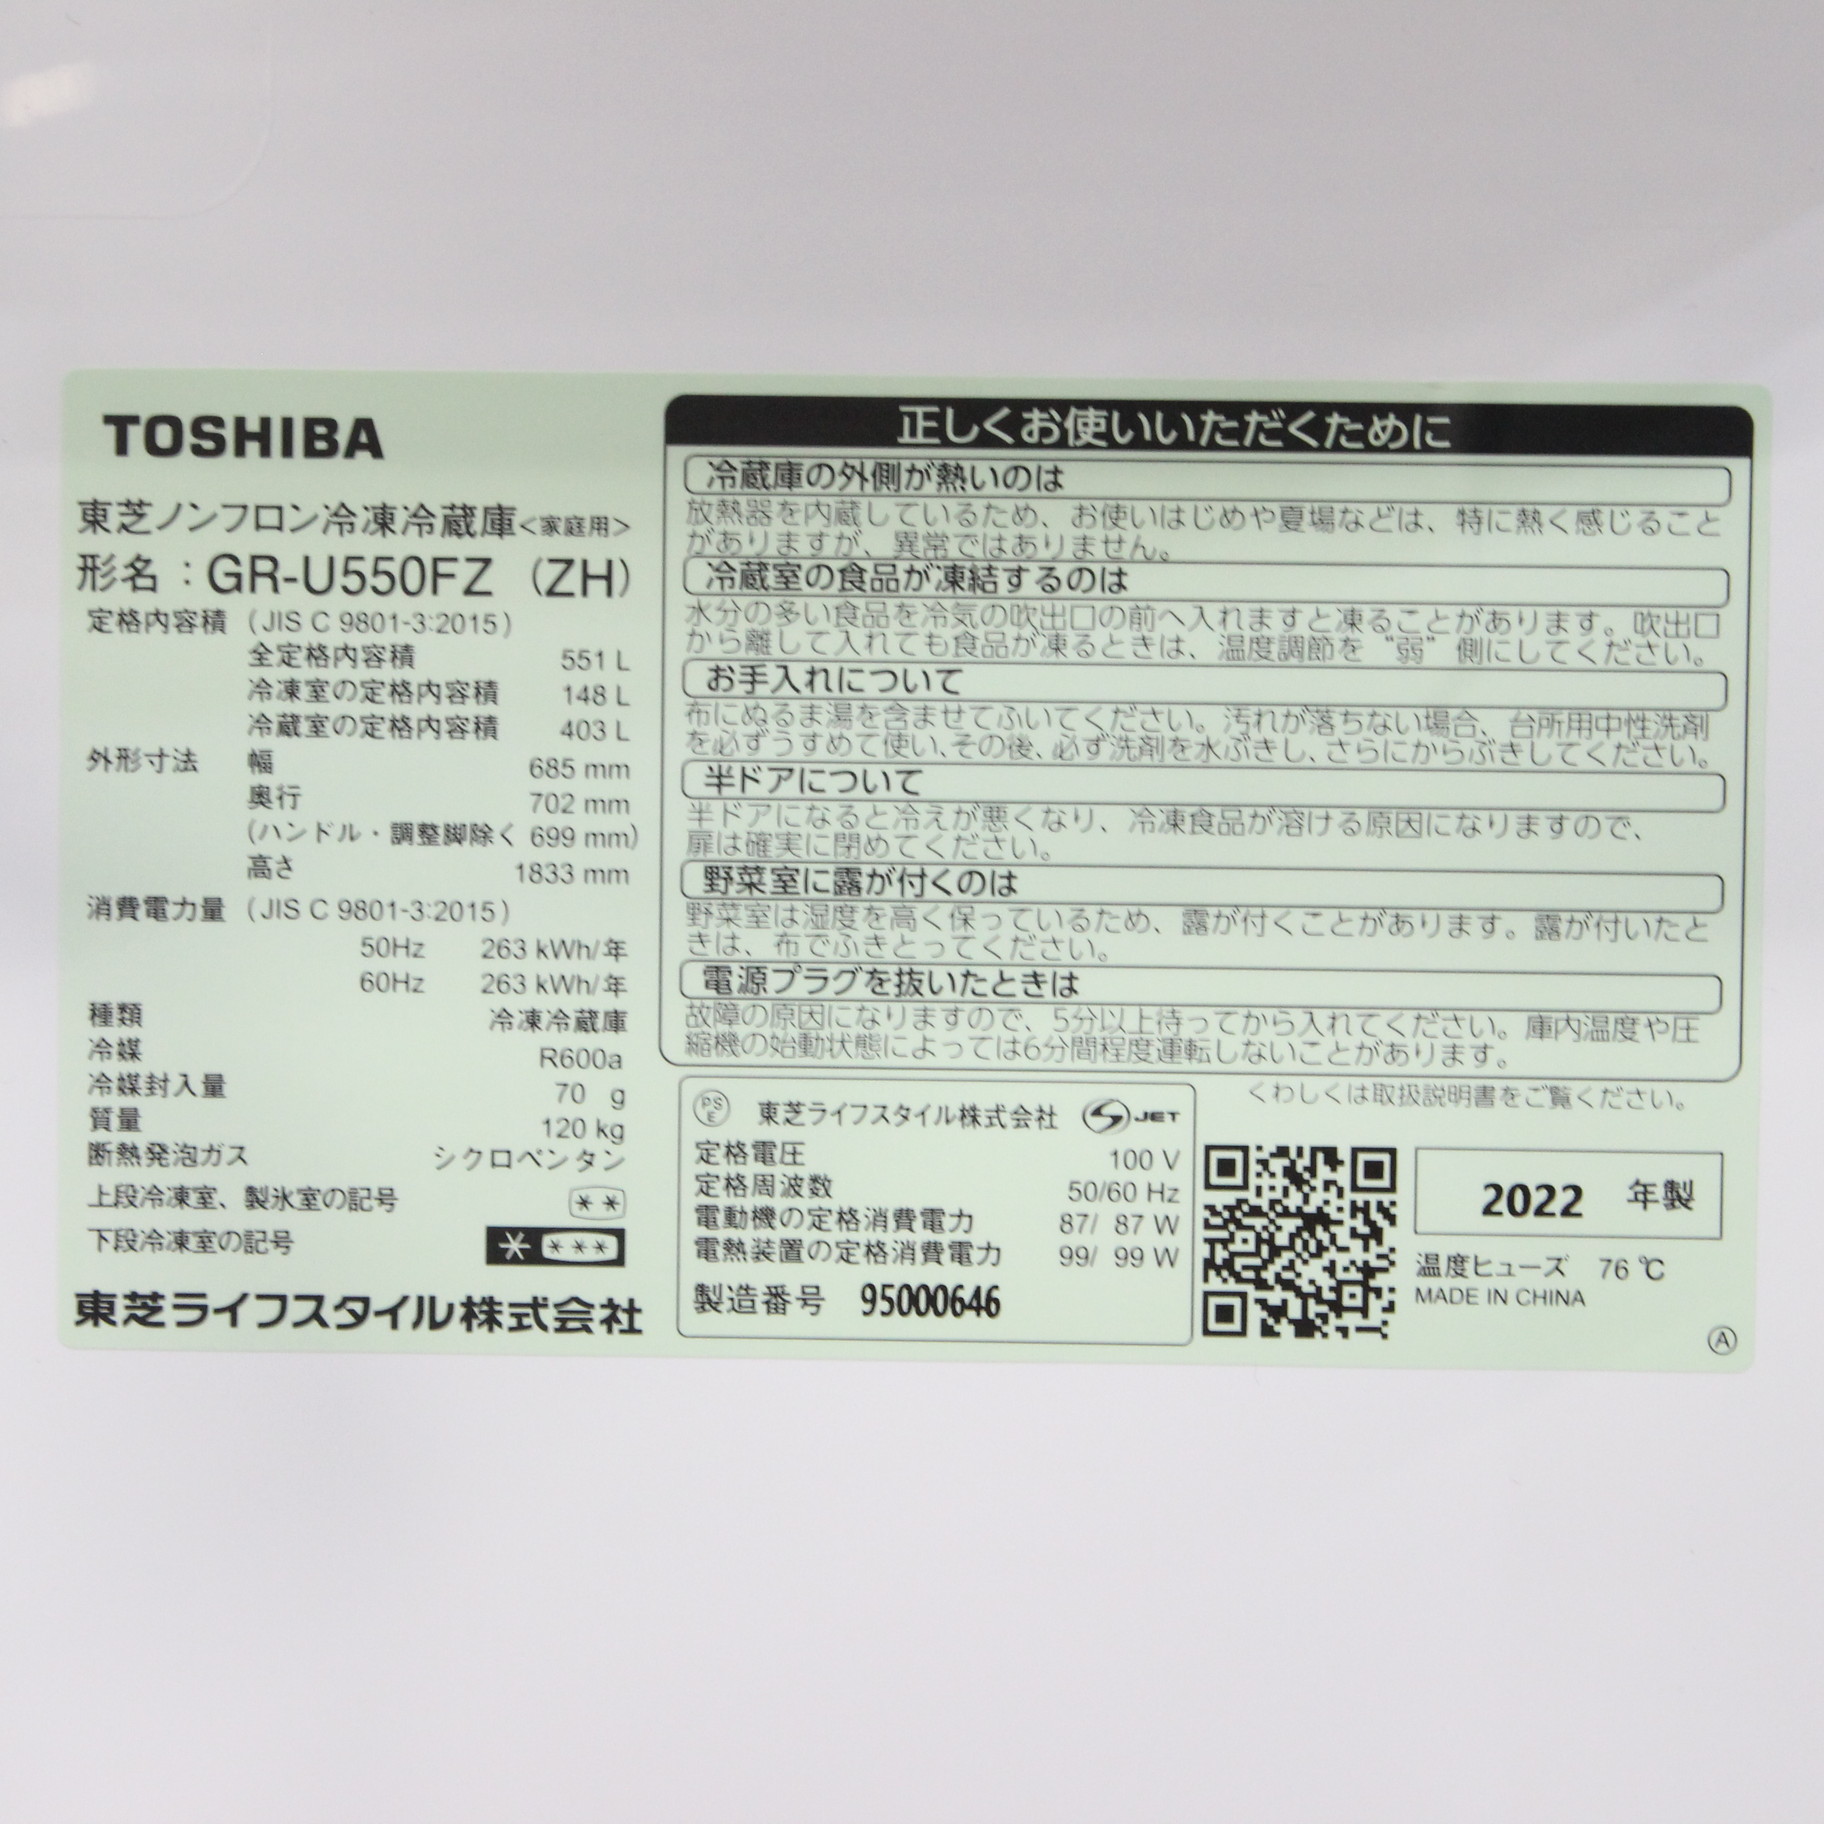 TOSHIBA
東芝ノンフロン冷凍冷蔵庫<家庭用>
形名：GR-U550FZ (ZH)
定格内容積 (JIS C 9801-3:2015)
全定格内容積 551 L
冷凍室の定格内容積 148 L
冷蔵室の定格内容積 403 L
外形寸法 幅 685 mm
奥行 702 mm
(ハンドル・調整脚除く 699 mm)
高さ 1833 mm
消費電力量 (JIS C 9801-3:2015)
50Hz 263 kWh/年
60Hz 263 kWh/年
種類 冷凍冷蔵庫
冷媒 R600a
冷媒封入量 70 g
質量 120 kg
断熱発泡ガス シクロペンタン
上段冷凍室、製氷室の記号 **
下段冷凍室の記号 * ***
東芝ライフスタイル株式会社
正しくお使いいただくために
冷蔵庫の外側が熱いのは
放熱器を内蔵しているため、お使いはじめや夏場などは、特に熱く感じること
がありますが、異常ではありません。
冷蔵室の食品が凍結するのは
水分の多い食品を冷気の吹出口の前へ入れますと凍ることがあります。吹出口
から離して入れても食品が凍るときは、温度調節を“弱”側にしてください。
お手入れについて
布にぬるま湯を含ませてふいてください。汚れが落ちない場合、台所用中性洗剤
を必ずうすめて使い、その後、必ず洗剤を水ぶきし、さらにからぶきしてください。
半ドアについて
半ドアになると冷えが悪くなり、冷凍食品が溶ける原因になりますので、
扉は確実に閉めてください。
野菜室に露が付くのは
野菜室は湿度を高く保っているため、露が付くことがあります。露が付いたと
きは、布でふきとってください。
電源プラグを抜いたときは
故障の原因になりますので、5分以上待ってから入れてください。庫内温度や圧
縮機の始動状態によっては6分間程度運転しないことがあります。
くわしくは取扱説明書をご覧ください。
PSE 東芝ライフスタイル株式会社 JET
定格電圧 100 V
定格周波数 50/60 Hz
電動機の定格消費電力 87/ 87 W
電熱装置の定格消費電力 99/ 99 W
製造番号 95000646
2022 年製
温度ヒューズ 76 ℃
MADE IN CHINA
Ⓐ